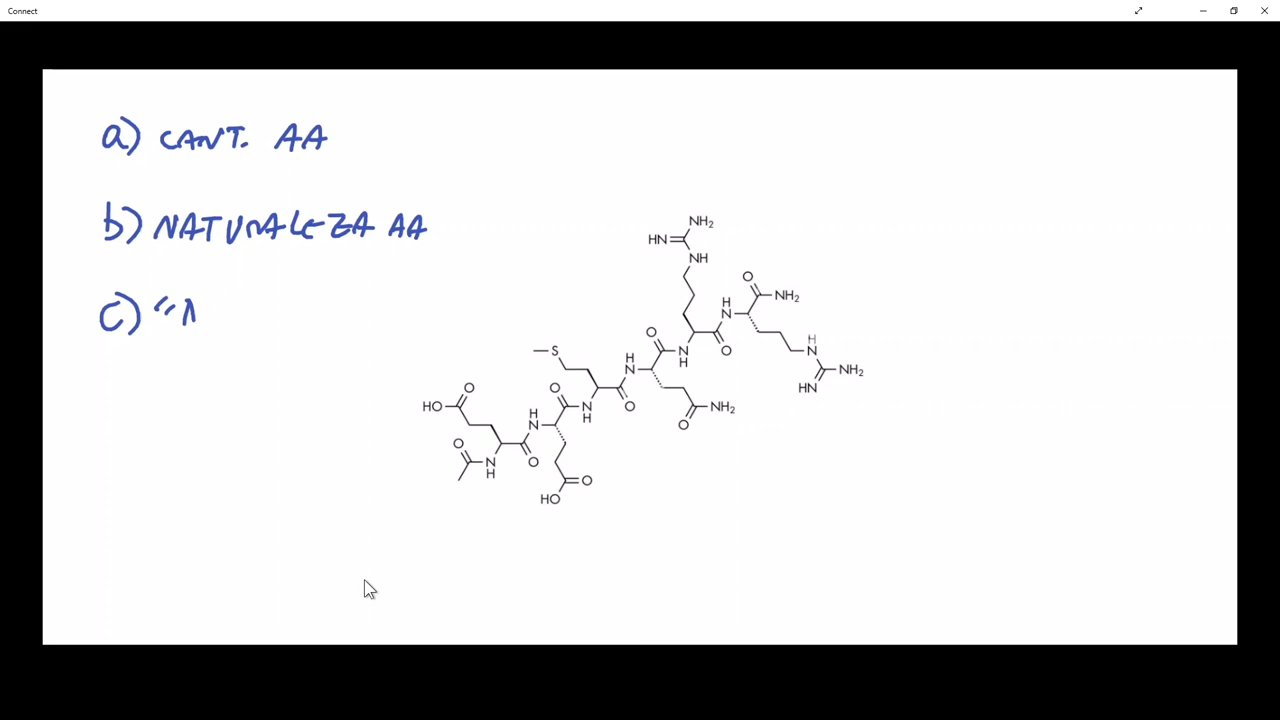 Connect
a) CANT. AA
b) NATURALEZA AA
c) "
NH₂
HN
NH
O
NH₂
H
N
O
H
N
O
NH₂
HN
S
O
N
H
H
N
O
O
NH₂
O
HO
O
N
H
O
H
N
O
O
N
H
O
HO